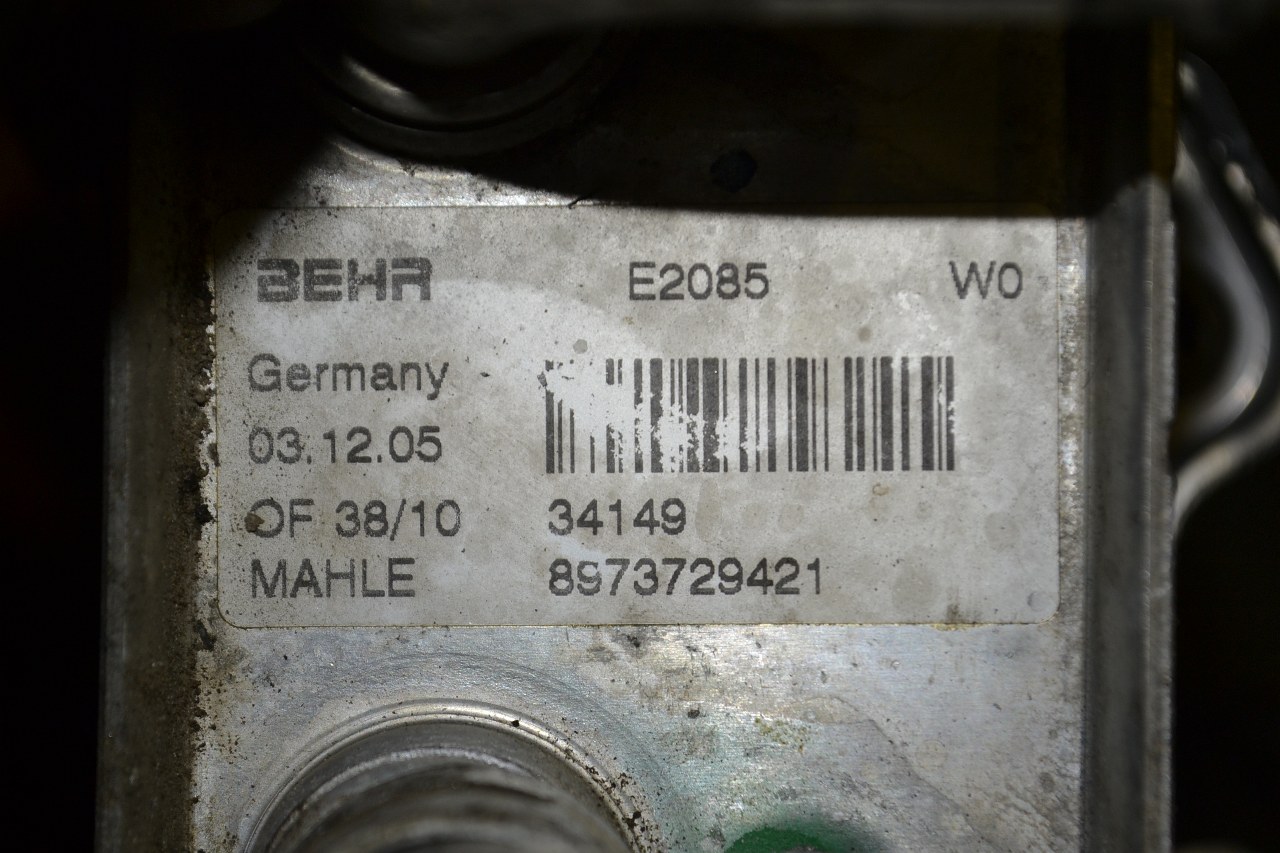 BEHR E2085 W0
Germany
03.12.05
OF 38/10 34149
MAHLE 8973729421